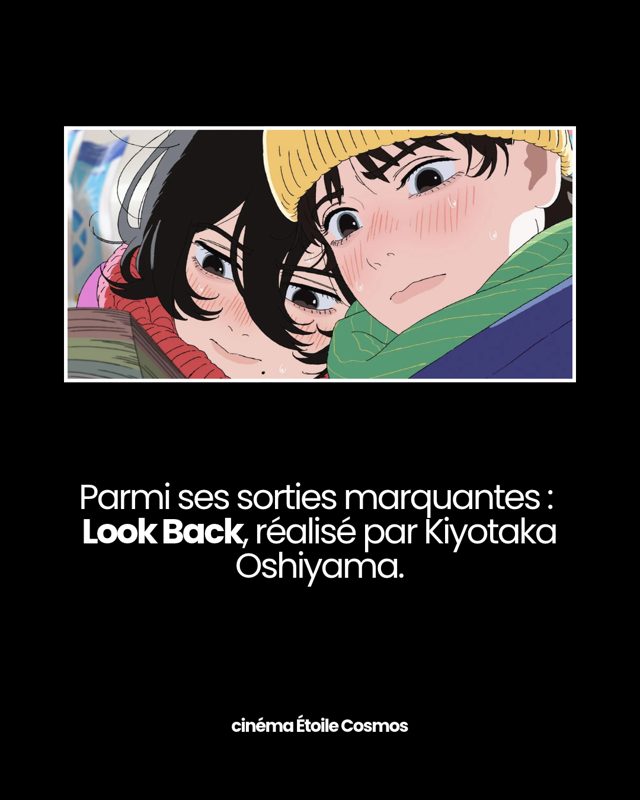 Parmi ses sorties marquantes :
Look Back, réalisé par Kiyotaka
Oshiyama.
cinéma Étoile Cosmos